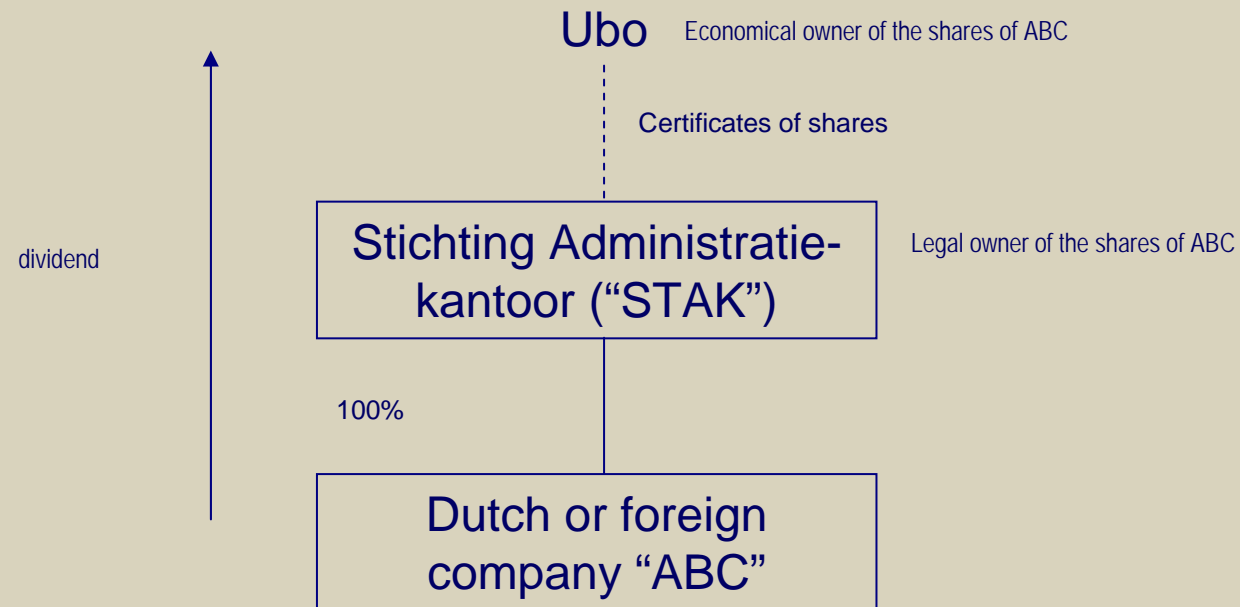 Ubo
Economical owner of the shares of ABC
Certificates of shares
Stichting Administratie-
kantoor (“STAK”)
Legal owner of the shares of ABC
dividend
100%
Dutch or foreign
company “ABC”